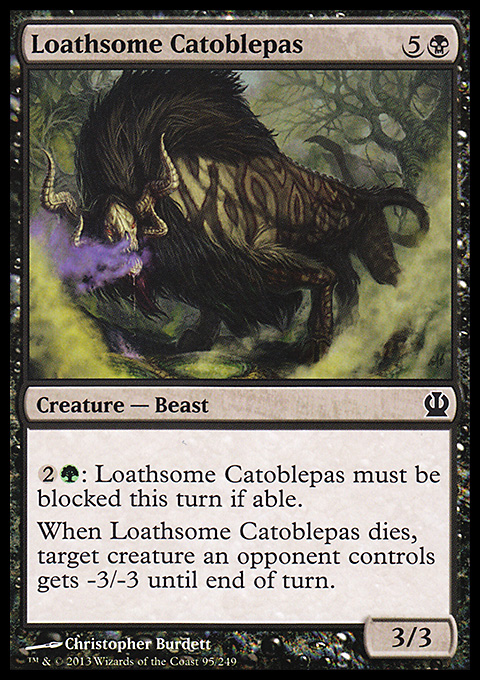 Loathsome Catoblepas 5
Creature — Beast
2 : Loathsome Catoblepas must be
blocked this turn if able.
When Loathsome Catoblepas dies,
target creature an opponent controls
gets -3/-3 until end of turn.
Christopher Burdett
3/3
™ & © 2013 Wizards of the Coast 95/249